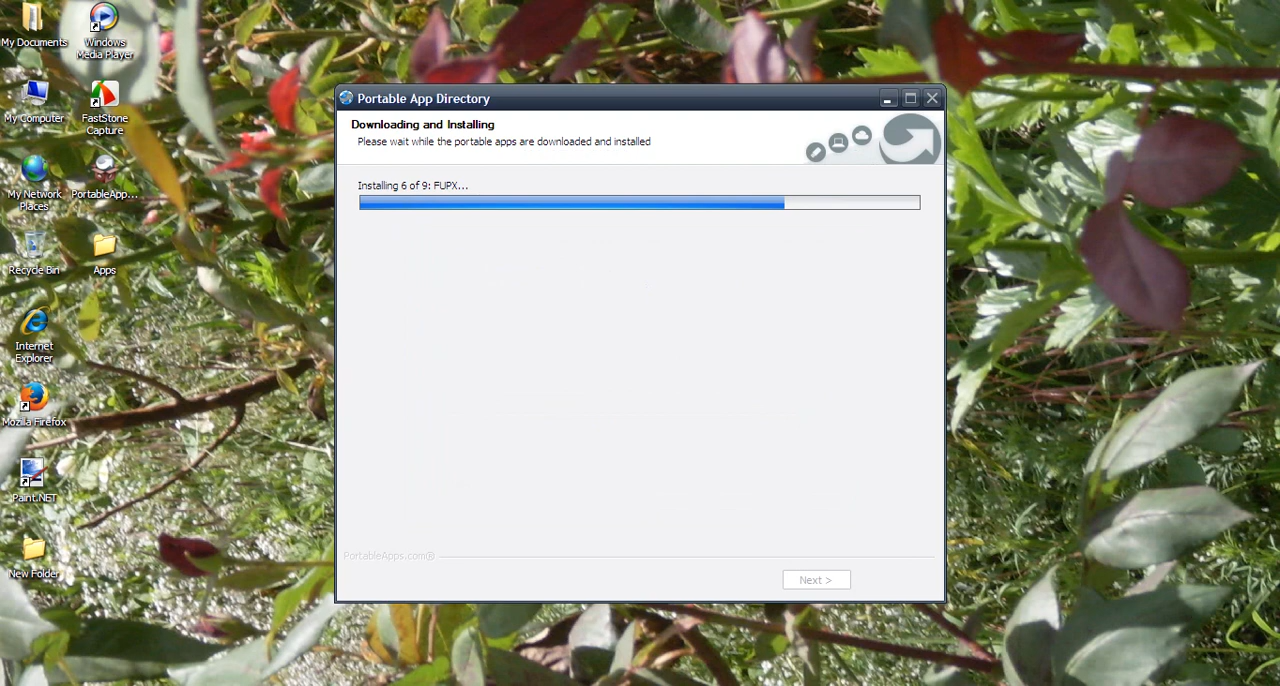 My Documents
Windows
Media Player
My Computer
FastStone
Capture
My Network
Places
PortableApp...
Recycle Bin
Apps
Internet
Explorer
Mozilla Firefox
Paint.NET
New Folder
Portable App Directory
Downloading and Installing
Please wait while the portable apps are downloaded and installed
Installing 6 of 9: FUPX...
PortableApps.com®
Next >